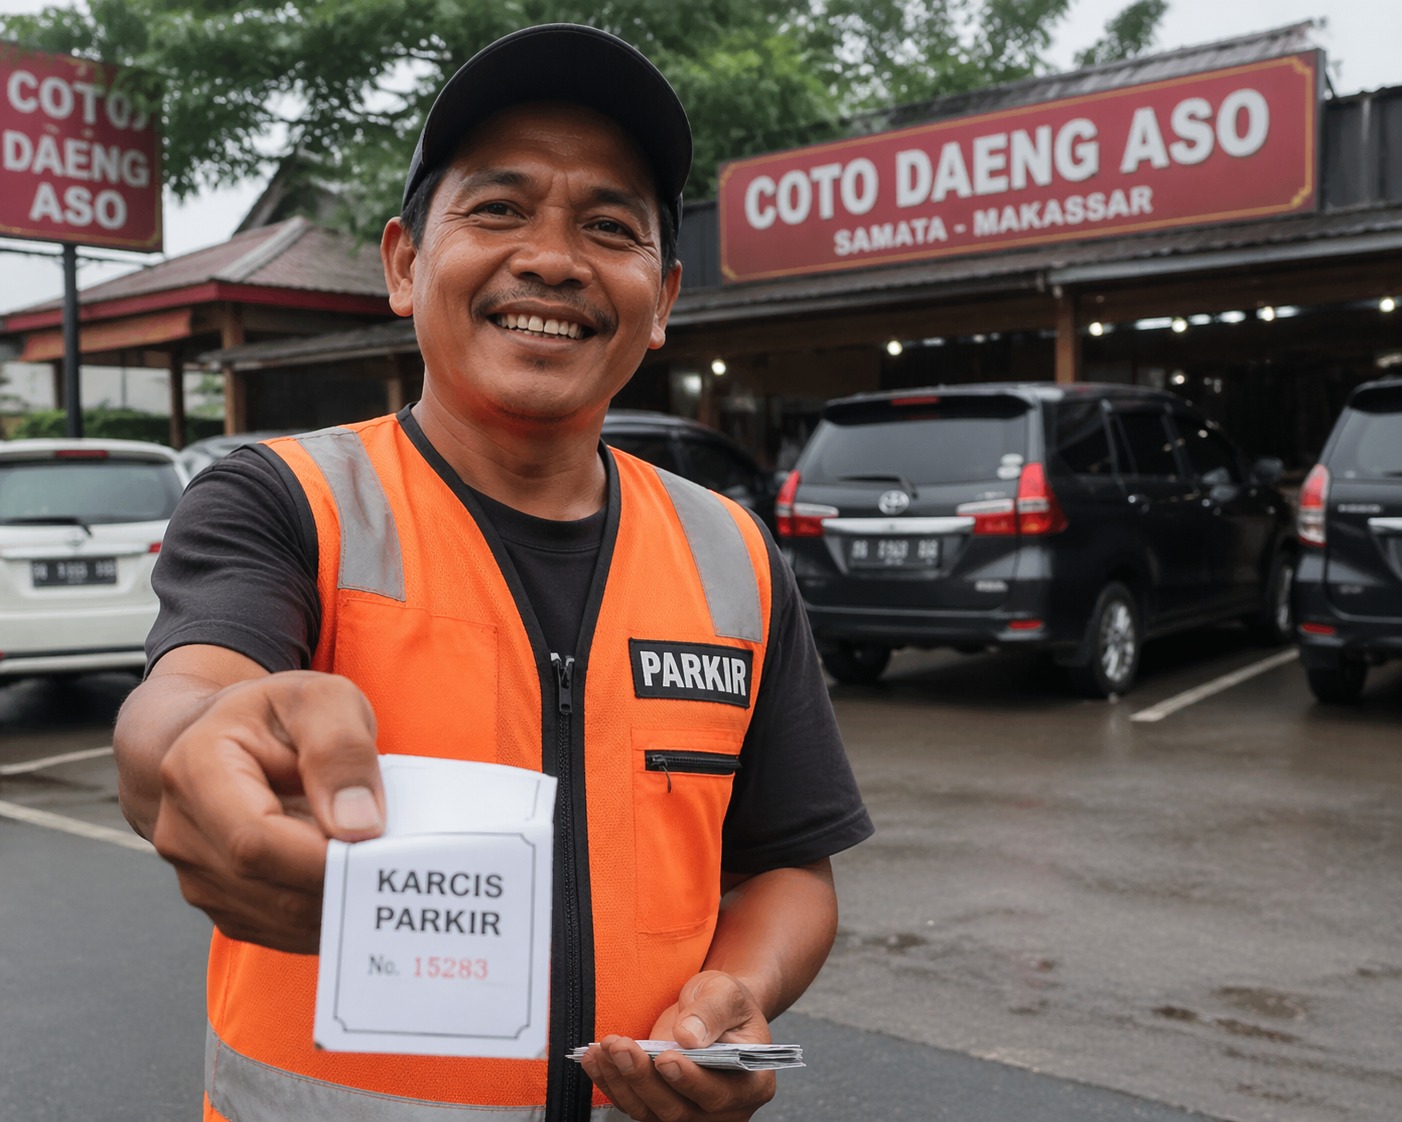 COTO
DAENG
ASO
COTO DAENG ASO
SAMATA - MAKASSAR
PARKIR
KARCIS
PARKIR
No. 15283